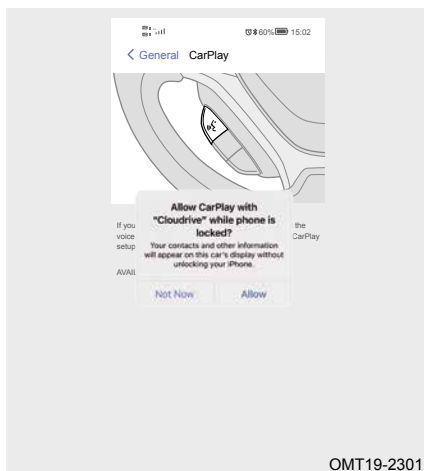 60% 15:02
General CarPlay
Allow CarPlay with
"Cloudrive" while phone is
locked?
If you the
voice CarPlay
setup
Your contacts and other information
will appear on this car's display without
unlocking your iPhone.
AVAIL
Not Now Allow
OMT19-2301